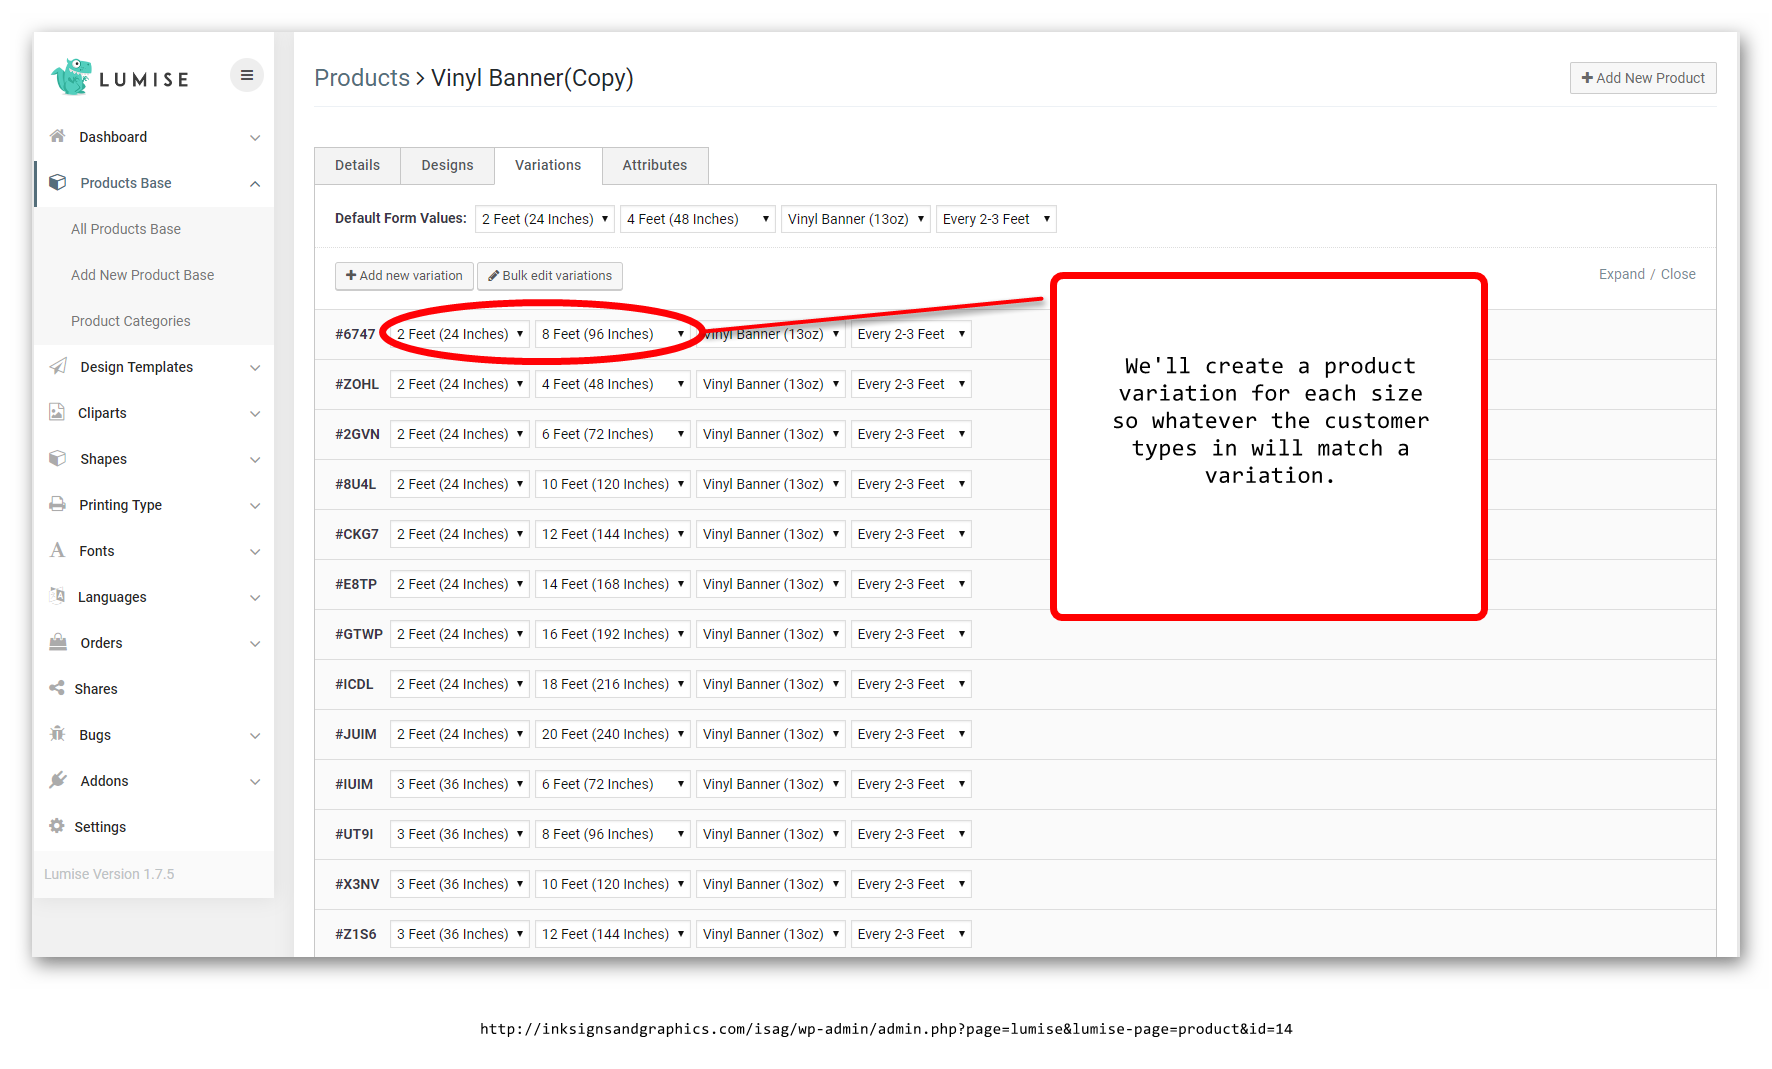 LUMISE
Products > Vinyl Banner(Copy)
Add New Product
Dashboard
Products Base
All Products Base
Add New Product Base
Product Categories
Design Templates
Cliparts
Shapes
Printing Type
Fonts
Languages
Orders
Shares
Bugs
Addons
Settings
Lumise Version 1.7.5
Details Designs Variations Attributes
Default Form Values: 2 Feet (24 Inches) 4 Feet (48 Inches) Vinyl Banner (13oz) Every 2-3 Feet
Add new variation Bulk edit variations Expand / Close
#6747 2 Feet (24 Inches) 8 Feet (96 Inches) Vinyl Banner (13oz) Every 2-3 Feet
#ZOHL 2 Feet (24 Inches) 4 Feet (48 Inches) Vinyl Banner (13oz) Every 2-3 Feet
#2GVN 2 Feet (24 Inches) 6 Feet (72 Inches) Vinyl Banner (13oz) Every 2-3 Feet
#8U4L 2 Feet (24 Inches) 10 Feet (120 Inches) Vinyl Banner (13oz) Every 2-3 Feet
#CKG7 2 Feet (24 Inches) 12 Feet (144 Inches) Vinyl Banner (13oz) Every 2-3 Feet
#E8TP 2 Feet (24 Inches) 14 Feet (168 Inches) Vinyl Banner (13oz) Every 2-3 Feet
#GTWP 2 Feet (24 Inches) 16 Feet (192 Inches) Vinyl Banner (13oz) Every 2-3 Feet
#ICDL 2 Feet (24 Inches) 18 Feet (216 Inches) Vinyl Banner (13oz) Every 2-3 Feet
#JUIM 2 Feet (24 Inches) 20 Feet (240 Inches) Vinyl Banner (13oz) Every 2-3 Feet
#IUIM 3 Feet (36 Inches) 6 Feet (72 Inches) Vinyl Banner (13oz) Every 2-3 Feet
#UT9I 3 Feet (36 Inches) 8 Feet (96 Inches) Vinyl Banner (13oz) Every 2-3 Feet
#X3NV 3 Feet (36 Inches) 10 Feet (120 Inches) Vinyl Banner (13oz) Every 2-3 Feet
#Z1S6 3 Feet (36 Inches) 12 Feet (144 Inches) Vinyl Banner (13oz) Every 2-3 Feet
We'll create a product
variation for each size
so whatever the customer
types in will match a
variation.
http://inksignsandgraphics.com/isag/wp-admin/admin.php?page=lumise&lumise-page=product&id=14